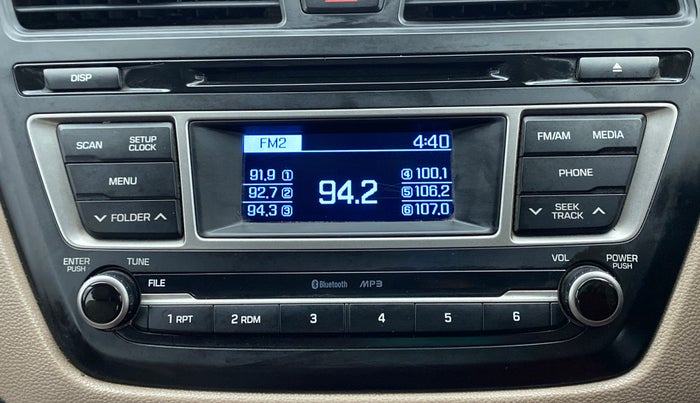 DISP
SCAN
SETUP
CLOCK
MENU
FOLDER
FM2
4:40
91.9 1
92.7 2
94.3 3
94.2
4 100.1
5 106.2
6 107.0
FM/AM
MEDIA
PHONE
SEEK
TRACK
ENTER
PUSH
TUNE
FILE
Bluetooth
MP3
VOL
POWER
PUSH
1 RPT
2 RDM
3
4
5
6